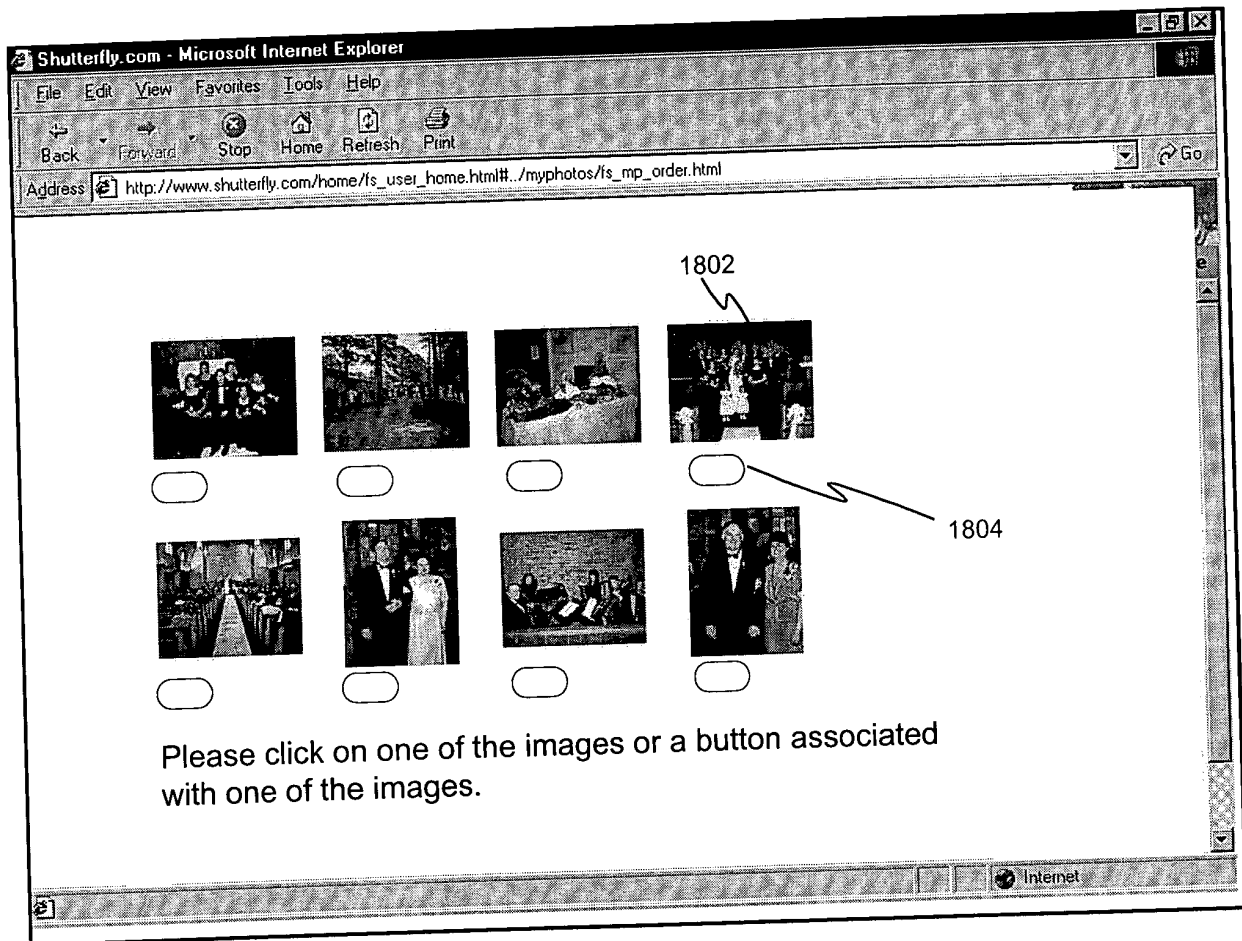 Shutterfly.com - Microsoft Internet Explorer
File Edit View Favorites Tools Help
Back Forward Stop Home Refresh Print
Address http://www.shutterfly.com/home/fs_user_home.html#../myphotos/fs_mp_order.html Go
e
1802
1804
Please click on one of the images or a button associated
with one of the images.
Internet